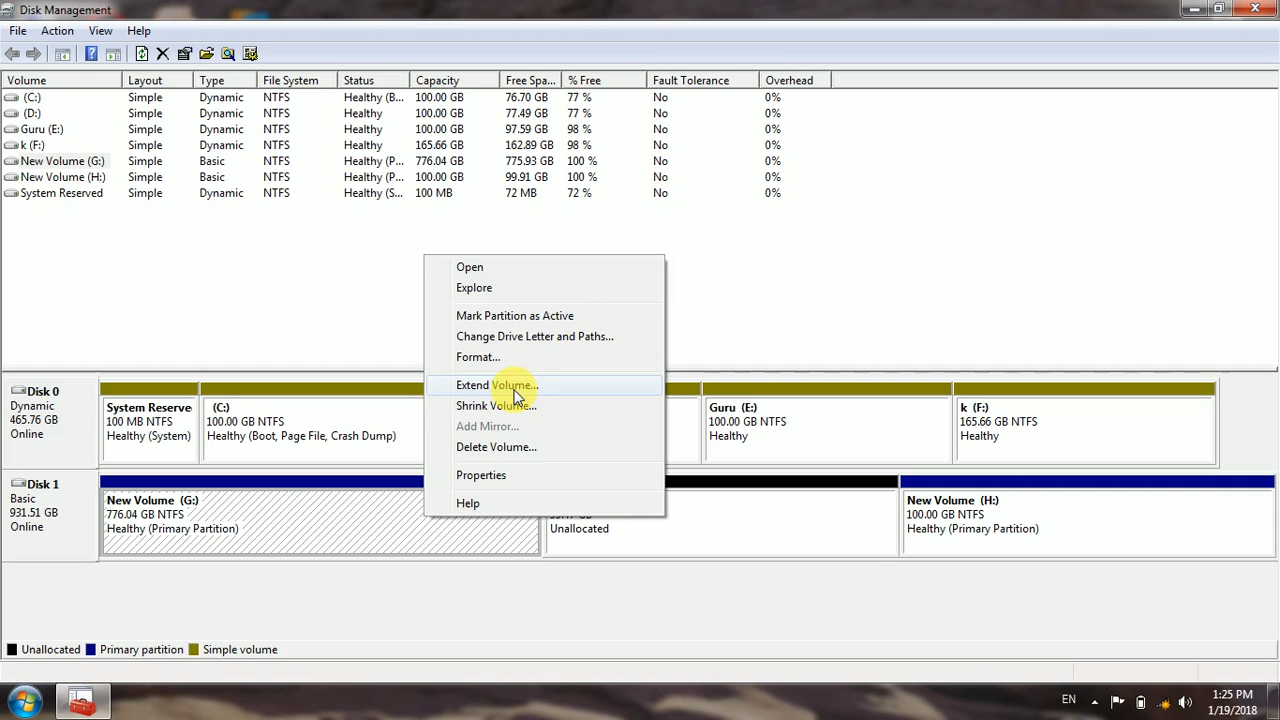 Disk Management
File Action View Help
Volume Layout Type File System Status Capacity Free Spa... % Free Fault Tolerance Overhead
(C:) Simple Dynamic NTFS Healthy (B... 100.00 GB 76.70 GB 77 % No 0%
(D:) Simple Dynamic NTFS Healthy 100.00 GB 77.49 GB 77 % No 0%
Guru (E:) Simple Dynamic NTFS Healthy 100.00 GB 97.59 GB 98 % No 0%
k (F:) Simple Dynamic NTFS Healthy 165.66 GB 162.89 GB 98 % No 0%
New Volume (G:) Simple Basic NTFS Healthy (P... 776.04 GB 775.93 GB 100 % No 0%
New Volume (H:) Simple Basic NTFS Healthy (P... 100.00 GB 99.91 GB 100 % No 0%
System Reserved Simple Dynamic NTFS Healthy (S... 100 MB 72 MB 72 % No 0%
Open
Explore
Mark Partition as Active
Change Drive Letter and Paths...
Format...
Extend Volume...
Shrink Volume...
Add Mirror...
Delete Volume...
Properties
Help
Disk 0
Dynamic
465.76 GB
Online
System Reserve
100 MB NTFS
Healthy (System)
(C:)
100.00 GB NTFS
Healthy (Boot, Page File, Crash Dump)
Guru (E:)
100.00 GB NTFS
Healthy
k (F:)
165.66 GB NTFS
Healthy
Disk 1
Basic
931.51 GB
Online
New Volume (G:)
776.04 GB NTFS
Healthy (Primary Partition)
Unallocated
New Volume (H:)
100.00 GB NTFS
Healthy (Primary Partition)
Unallocated Primary partition Simple volume
EN
1:25 PM
1/19/2018